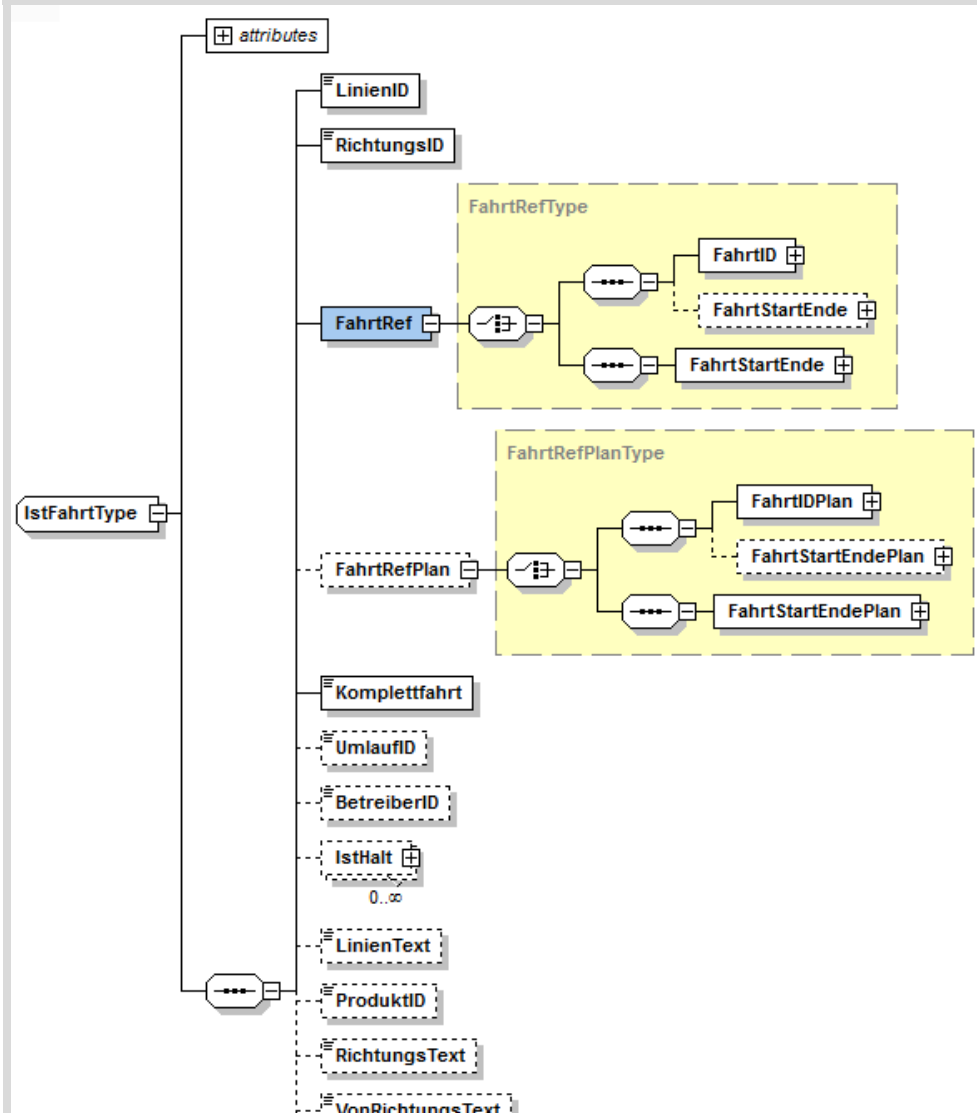 attributes
LinienID
RichtungsID
FahrtRefType
FahrtID
FahrtStartEnde
FahrtRef
FahrtStartEnde
FahrtRefPlanType
FahrtIDPlan
IstFahrtType
FahrtStartEndePlan
FahrtRefPlan
FahrtStartEndePlan
Komplettfahrt
UmlaufID
BetreiberID
IstHalt
0..∞
LinienText
ProduktID
RichtungsText
VonRichtungsText